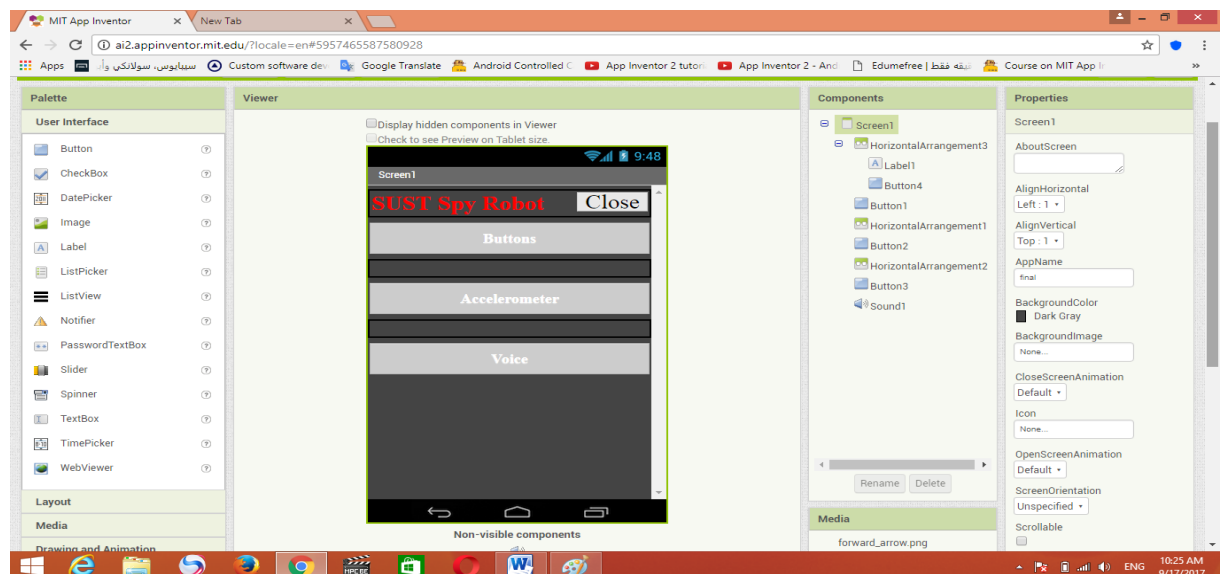 MIT App Inventor
New Tab
ai2.appinventor.mit.edu/?locale=en#5957465587580928
Apps
سيبايوس، سولانكي وأ
Custom software dev
Google Translate
Android Controlled C
App Inventor 2 tutori
App Inventor 2 - And
Edumefree | فقط
Course on MIT App In
»
Palette
User Interface
Button
CheckBox
DatePicker
Image
Label
ListPicker
ListView
Notifier
PasswordTextBox
Slider
Spinner
TextBox
TimePicker
WebViewer
Layout
Media
Drawing and Animation
Viewer
Display hidden components in Viewer
Check to see Preview on Tablet size.
9:48
Screen1
SUST Spy Robot Close
Buttons
Accelerometer
Voice
Non-visible components
Components
Screen1
HorizontalArrangement3
Label1
Button4
Button1
HorizontalArrangement1
Button2
HorizontalArrangement2
Button3
Sound1
Rename Delete
Media
forward_arrow.png
Properties
Screen1
AboutScreen
AlignHorizontal
Left : 1
AlignVertical
Top : 1
AppName
final
BackgroundColor
Dark Gray
BackgroundImage
None...
CloseScreenAnimation
Default
Icon
None...
OpenScreenAnimation
Default
ScreenOrientation
Unspecified
Scrollable
ENG
10:25 AM
9/17/2017